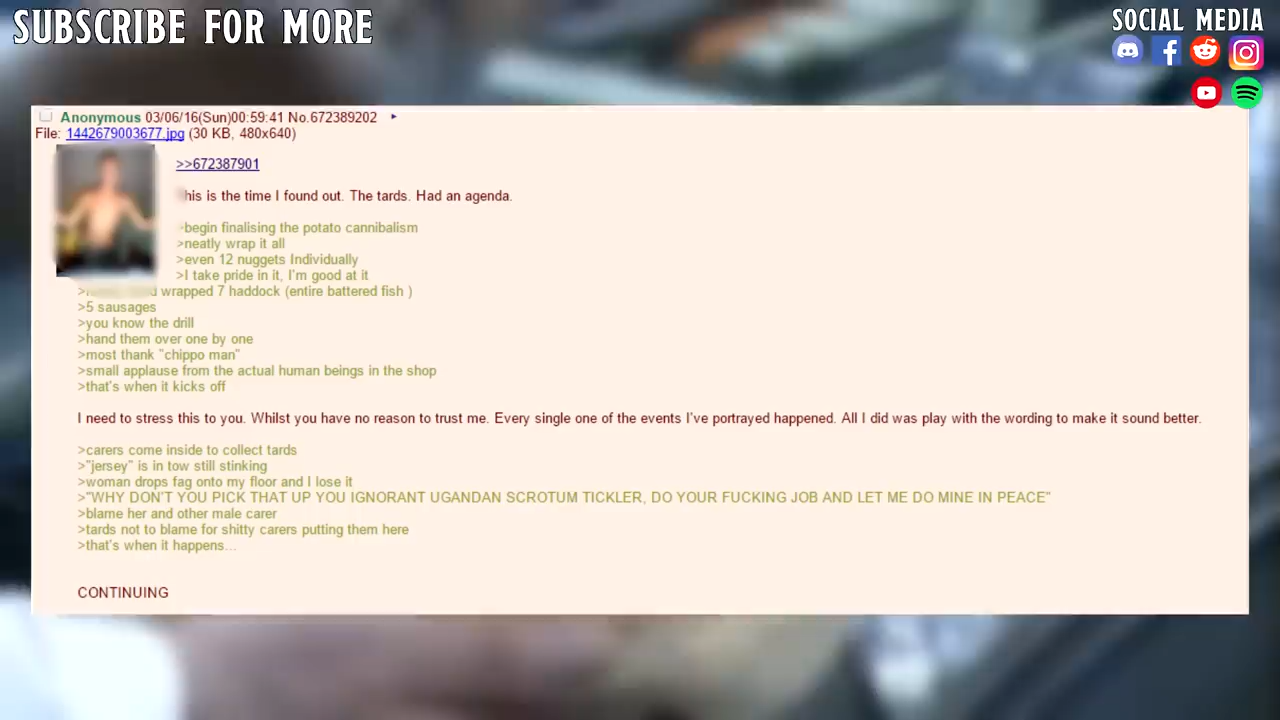 SUBSCRIBE FOR MORE
SOCIAL MEDIA
Anonymous 03/06/16(Sun)00:59:41 No.672389202
File: 1442679003677.jpg (30 KB, 480x640)
>>672387901
his is the time I found out. The tards. Had an agenda.
>begin finalising the potato cannibalism
>neatly wrap it all
>even 12 nuggets Individually
>I take pride in it, I'm good at it
wrapped 7 haddock (entire battered fish )
>5 sausages
>you know the drill
>hand them over one by one
>most thank "chippo man"
>small applause from the actual human beings in the shop
>that's when it kicks off
I need to stress this to you. Whilst you have no reason to trust me. Every single one of the events I've portrayed happened. All I did was play with the wording to make it sound better.
>carers come inside to collect tards
>"jersey" is in tow still stinking
>woman drops fag onto my floor and I lose it
>"WHY DON'T YOU PICK THAT UP YOU IGNORANT UGANDAN SCROTUM TICKLER, DO YOUR FUCKING JOB AND LET ME DO MINE IN PEACE"
>blame her and other male carer
>tards not to blame for shitty carers putting them here
>that's when it happens...
CONTINUING